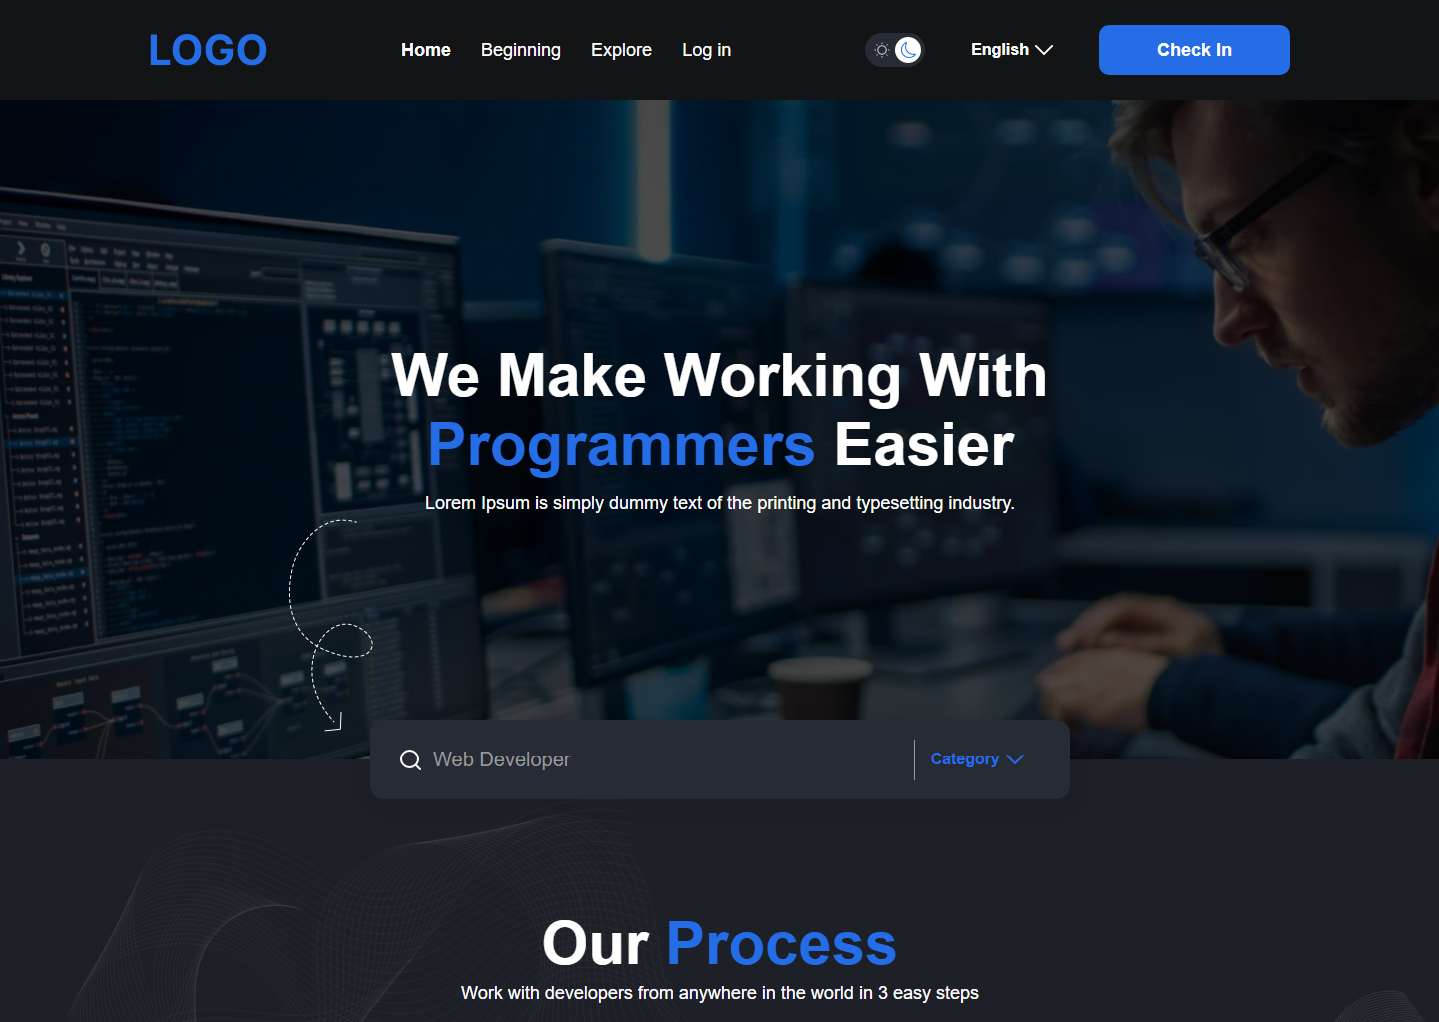 LOGO
Home Beginning Explore Log in English Check In
We Make Working With
Programmers Easier
Lorem Ipsum is simply dummy text of the printing and typesetting industry.
Web Developer Category
Our Process
Work with developers from anywhere in the world in 3 easy steps